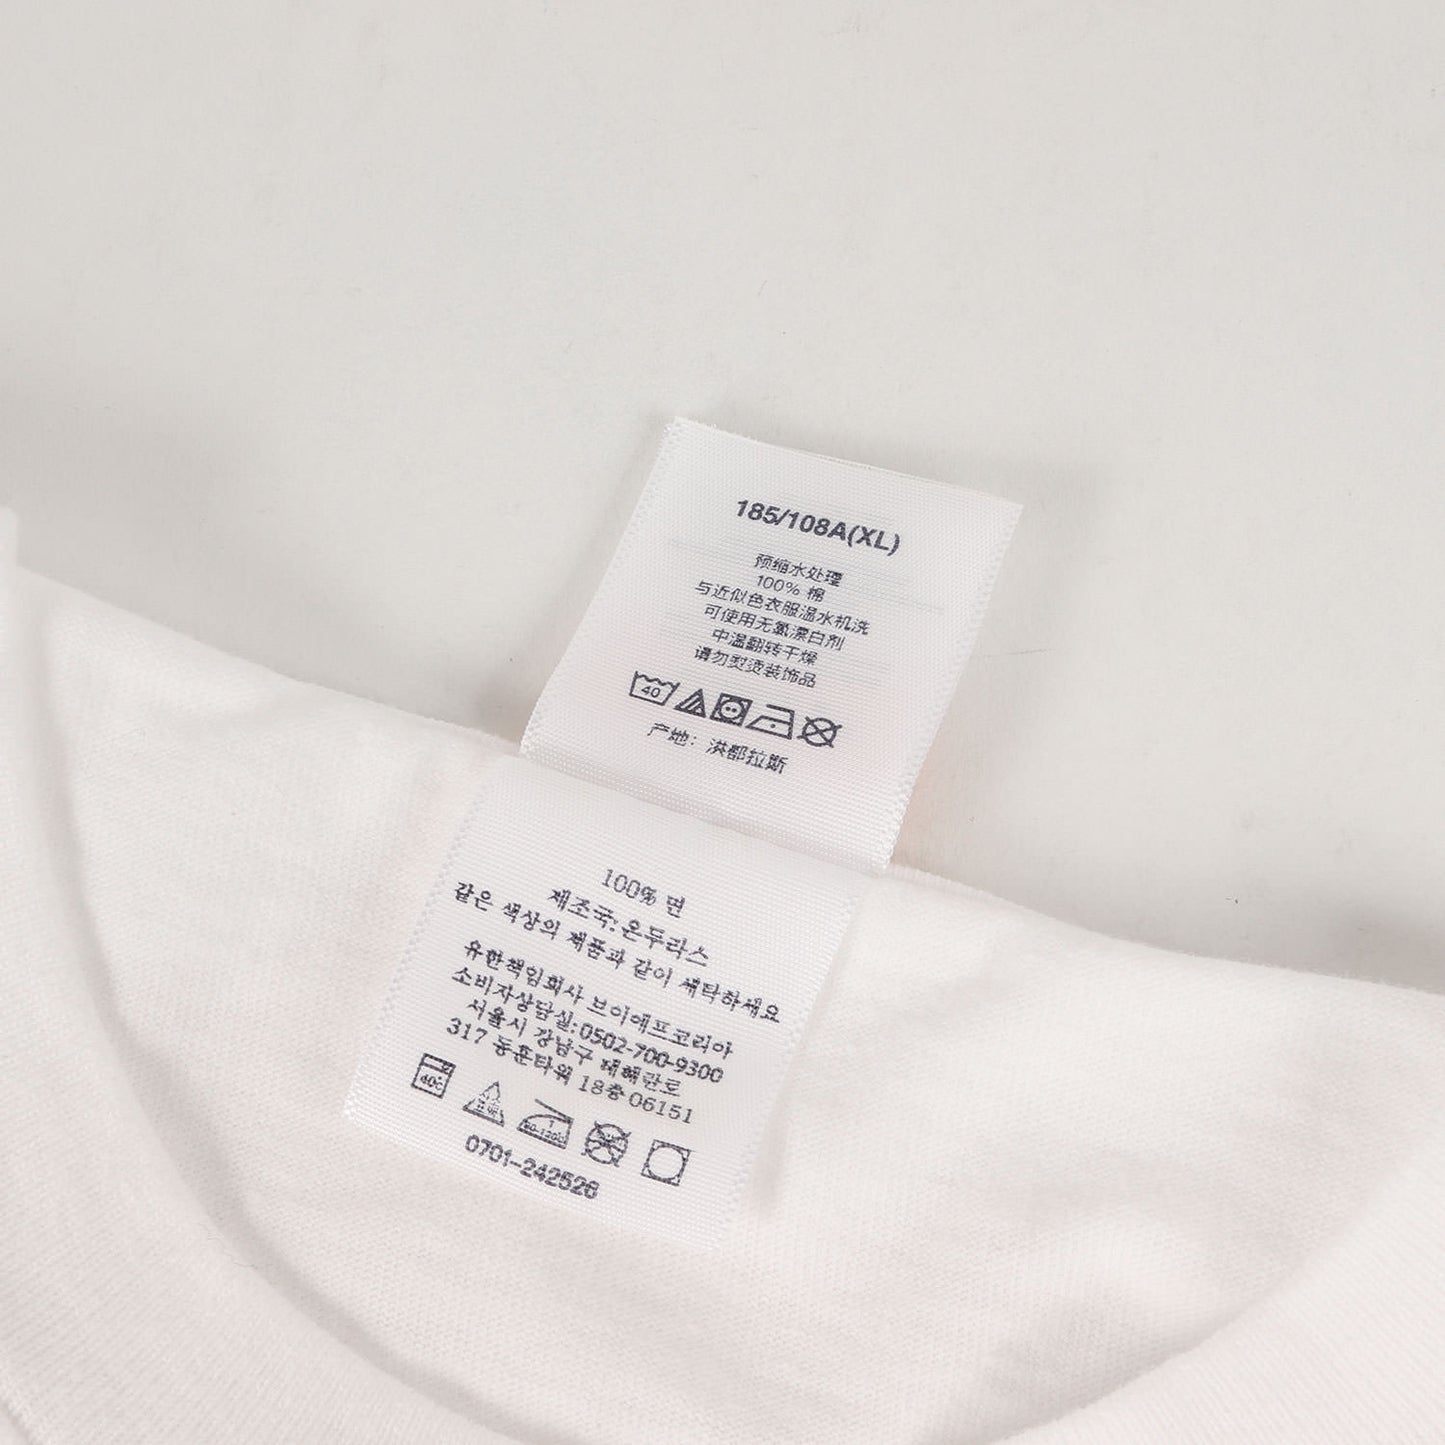 185/108A(XL)
预缩水处理
100% 棉
与近似色衣服温水机洗
可使用无氯漂白剂
中温翻转干燥
请勿熨烫装饰品
40
产地：洪都拉斯
100% 면
제조국:온두라스
같은 색상의 제품과 같이 세탁하세요
유한책임회사 브이에프코리아
소비자상담실:0502-700-9300
서울시 강남구 테헤란로
317 동훈타워 18층 06151
40℃
0701-242526